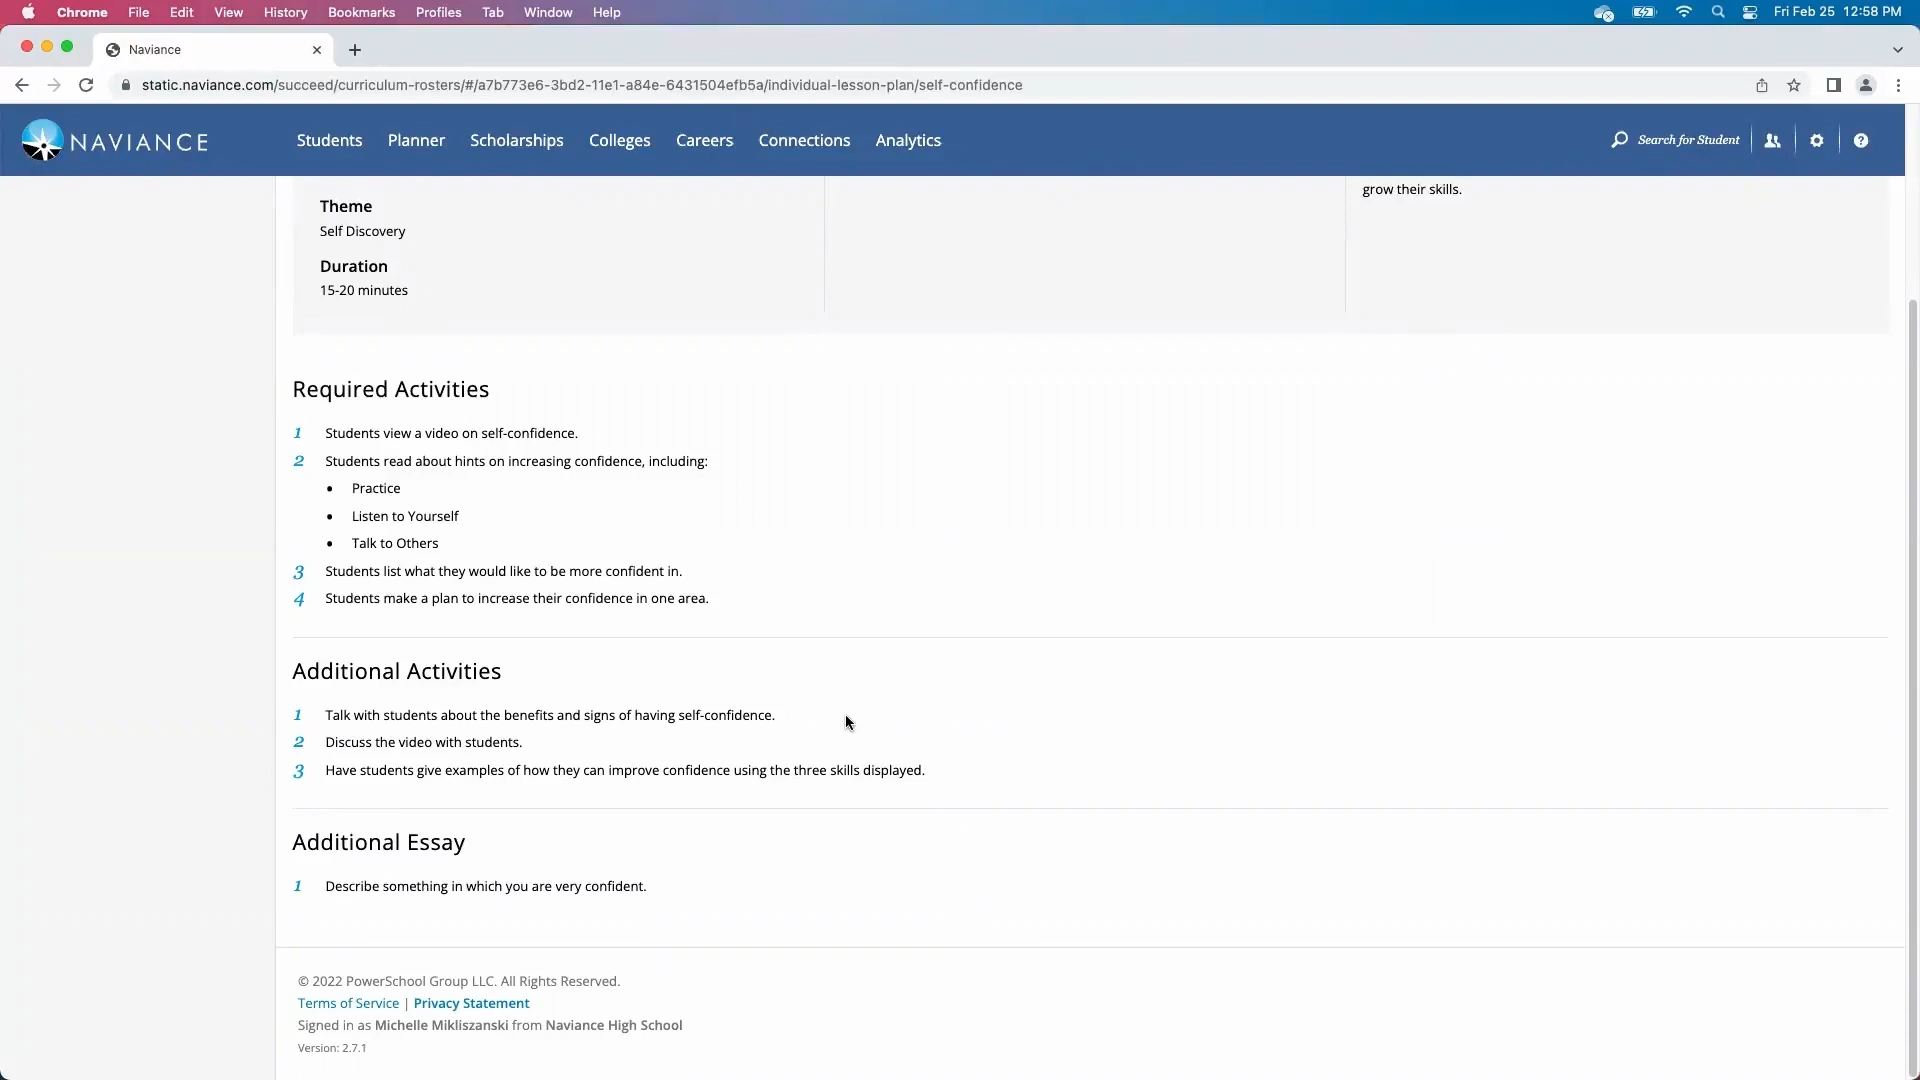 Chrome File Edit View History Bookmarks Profiles Tab Window Help Fri Feb 25 12:58 PM
Naviance
static.naviance.com/succeed/curriculum-rosters/#/a7b773e6-3bd2-11e1-a84e-6431504efb5a/individual-lesson-plan/self-confidence
NAVIANCE Students Planner Scholarships Colleges Careers Connections Analytics Search for Student
grow their skills.
Theme
Self Discovery
Duration
15-20 minutes
Required Activities
1 Students view a video on self-confidence.
2 Students read about hints on increasing confidence, including:
• Practice
• Listen to Yourself
• Talk to Others
3 Students list what they would like to be more confident in.
4 Students make a plan to increase their confidence in one area.
Additional Activities
1 Talk with students about the benefits and signs of having self-confidence.
2 Discuss the video with students.
3 Have students give examples of how they can improve confidence using the three skills displayed.
Additional Essay
1 Describe something in which you are very confident.
© 2022 PowerSchool Group LLC. All Rights Reserved.
Terms of Service | Privacy Statement
Signed in as Michelle Mikliszanski from Naviance High School
Version: 2.7.1